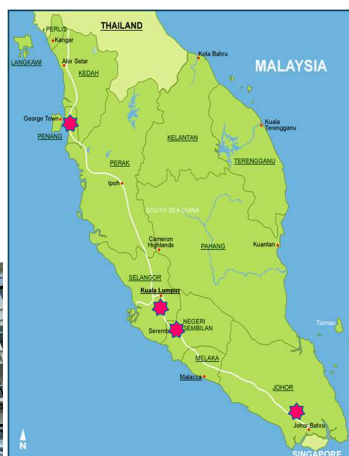 THAILAND
PERLIS
Kangar
LANGKAWI
Alor Setar
KEDAH
Kota Bahru
MALAYSIA
George Town
PENANG
Kuala
Terengganu
KELANTAN
PERAK
TERENGGANU
Ipoh
SOUTH SEA CHINA
Cameron
Highlands
PAHANG
Kuantan
SELANGOR
Kuala Lumpur
NEGERI
SEMBILAN
Seremb
Tioman
MELAKA
Malacca
JOHOR
Johor Bahru
N
SINGAPORE